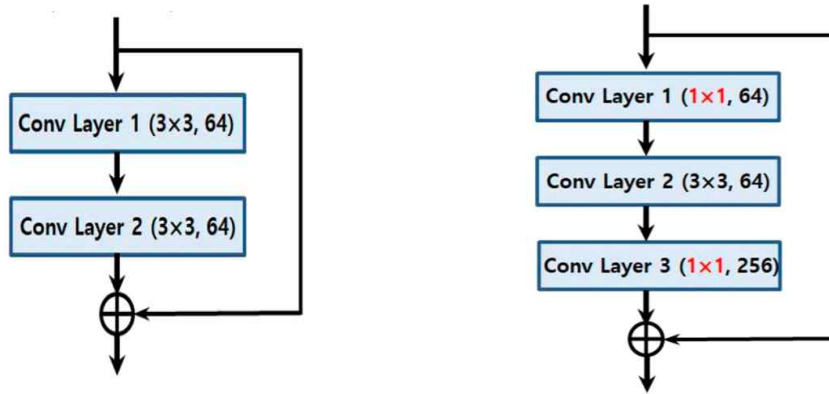 Conv Layer 1 (3×3, 64)
Conv Layer 2 (3×3, 64)
Conv Layer 1 (1×1, 64)
Conv Layer 2 (3×3, 64)
Conv Layer 3 (1×1, 256)